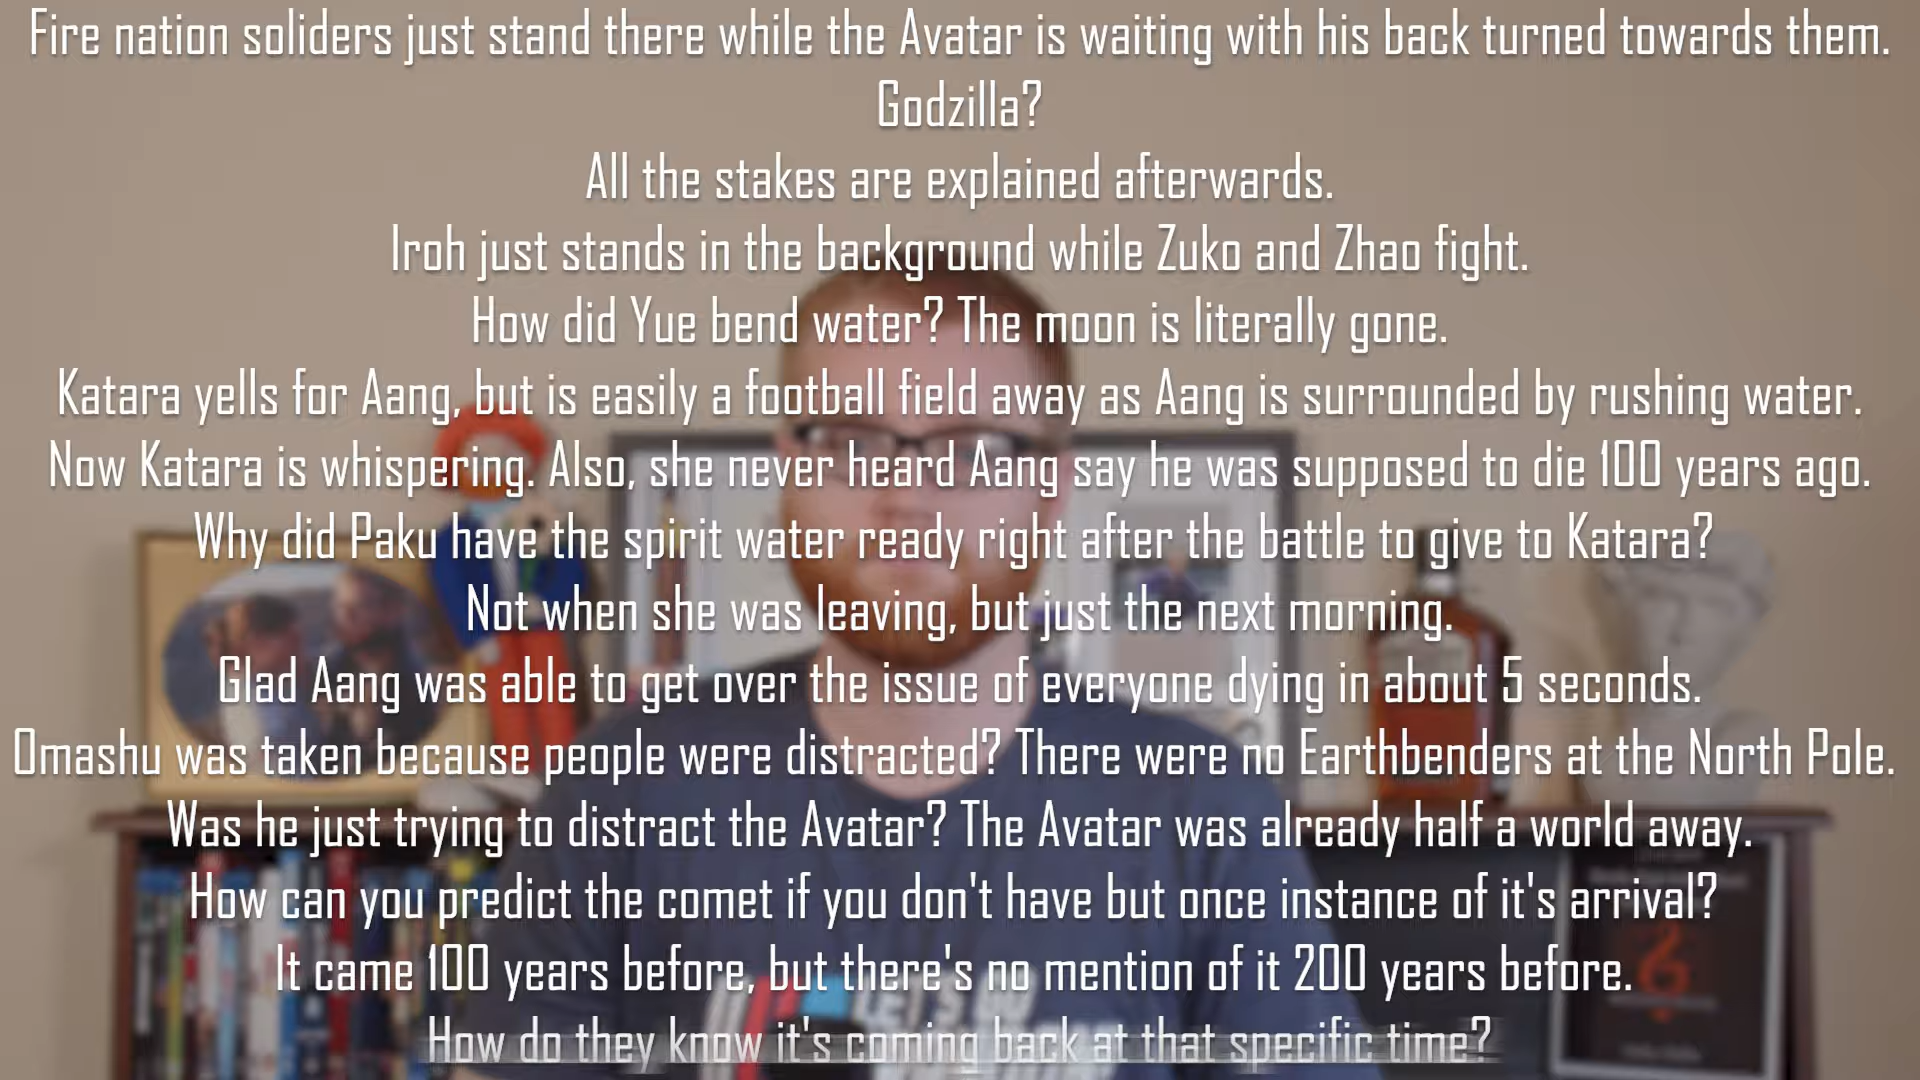 Fire nation soliders just stand there while the Avatar is waiting with his back turned towards them.
Godzilla?
All the stakes are explained afterwards.
Iroh just stands in the background while Zuko and Zhao fight.
How did Yue bend water? The moon is literally gone.
Katara yells for Aang, but is easily a football field away as Aang is surrounded by rushing water.
Now Katara is whispering. Also, she never heard Aang say he was supposed to die 100 years ago.
Why did Paku have the spirit water ready right after the battle to give to Katara?
Not when she was leaving, but just the next morning.
Glad Aang was able to get over the issue of everyone dying in about 5 seconds.
Omashu was taken because people were distracted? There were no Earthbenders at the North Pole.
Was he just trying to distract the Avatar? The Avatar was already half a world away.
How can you predict the comet if you don't have but once instance of it's arrival?
It came 100 years before, but there's no mention of it 200 years before.
How do they know it's coming back at that specific time?
LET'S GO